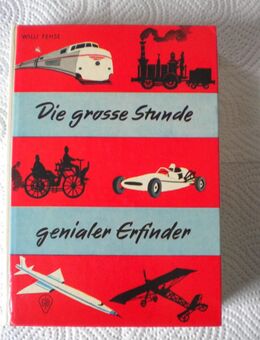 WILLI FEHSE
Die grosse Stunde
genialer Erfinder